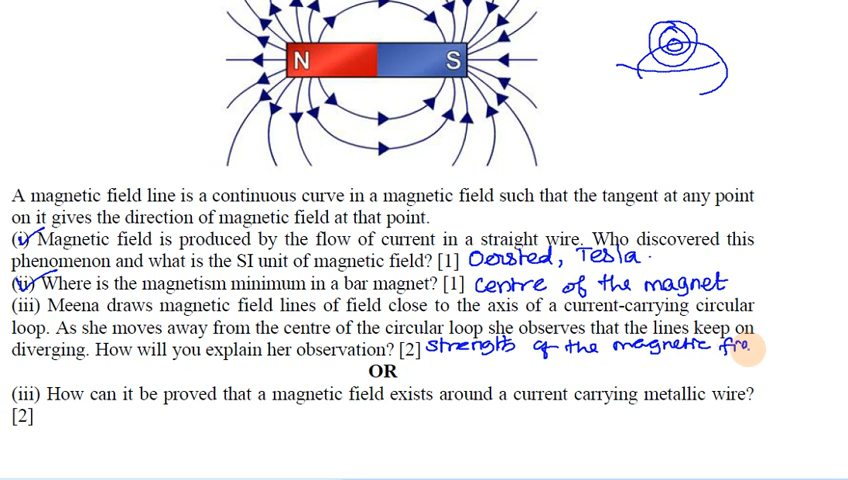 N S
A magnetic field line is a continuous curve in a magnetic field such that the tangent at any point
on it gives the direction of magnetic field at that point.
(i) Magnetic field is produced by the flow of current in a straight wire. Who discovered this
phenomenon and what is the SI unit of magnetic field? [1] Oersted, Tesla.
(ii) Where is the magnetism minimum in a bar magnet? [1] Centre of the magnet
(iii) Meena draws magnetic field lines of field close to the axis of a current-carrying circular
loop. As she moves away from the centre of the circular loop she observes that the lines keep on
diverging. How will you explain her observation? [2] of the magnetic
OR
(iii) How can it be proved that a magnetic field exists around a current carrying metallic wire?
[2]